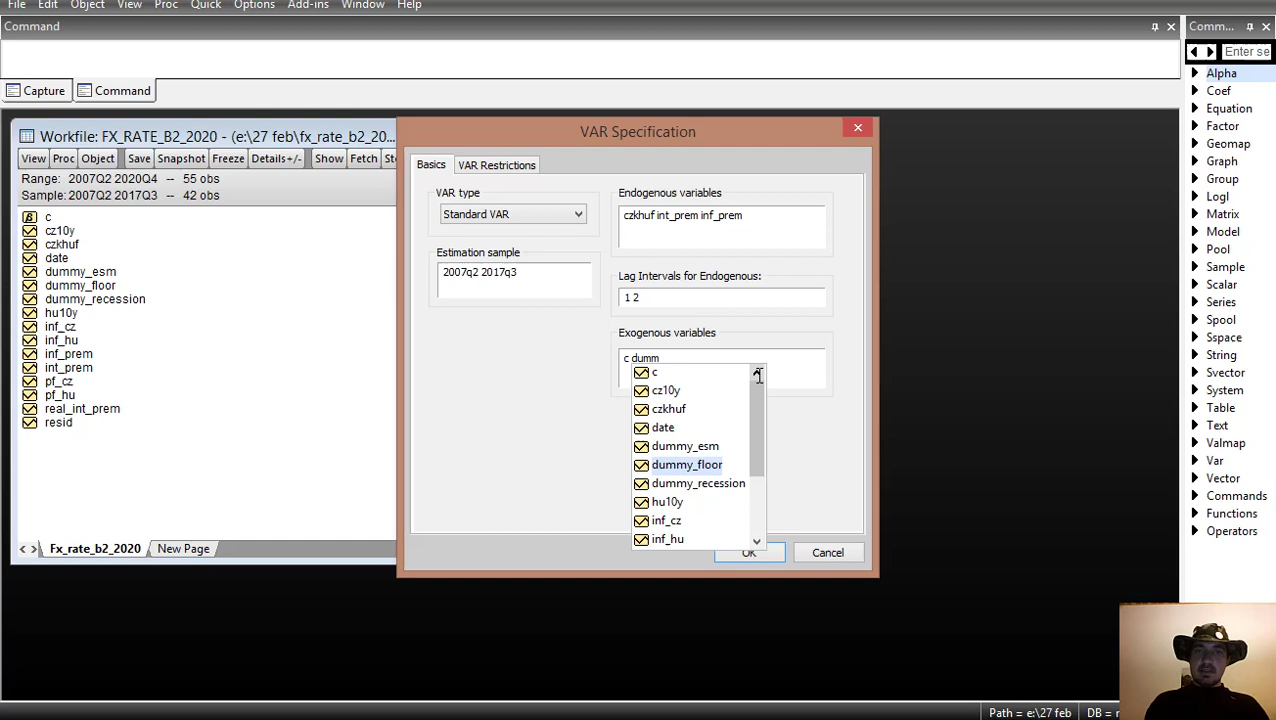 File Edit Object View Proc Quick Options Add-ins Window Help
Command
Comm...
Enter se
Capture Command
Workfile: FX_RATE_B2_2020 - (e:\27 feb\fx_rate_b2_20...
View Proc Object Save Snapshot Freeze Details+/- Show Fetch
Range: 2007Q2 2020Q4 -- 55 obs
Sample: 2007Q2 2017Q3 -- 42 obs
c
cz10y
czkhuf
date
dummy_esm
dummy_floor
dummy_recession
hu10y
inf_cz
inf_hu
inf_prem
int_prem
pf_cz
pf_hu
real_int_prem
resid
Fx_rate_b2_2020 New Page
VAR Specification
Basics VAR Restrictions
VAR type
Standard VAR
Estimation sample
2007q2 2017q3
Endogenous variables
czkhuf int_prem inf_prem
Lag Intervals for Endogenous:
1 2
Exogenous variables
c dumm
c
cz10y
czkhuf
date
dummy_esm
dummy_floor
dummy_recession
hu10y
inf_cz
inf_hu
OK Cancel
Alpha
Coef
Equation
Factor
Geomap
Graph
Group
Logl
Matrix
Model
Pool
Sample
Scalar
Series
Spool
Sspace
String
Svector
System
Table
Text
Valmap
Var
Vector
Commands
Functions
Operators
Path = e:\27 feb DB =